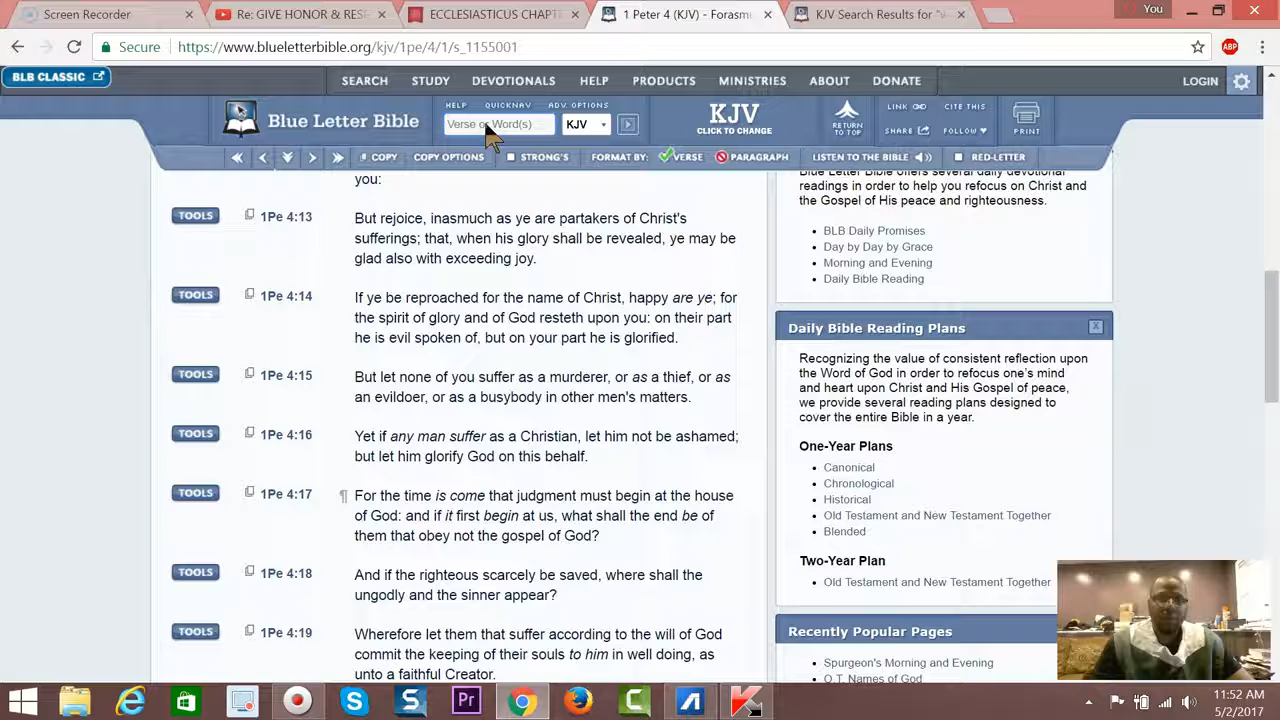 Screen Recorder
Re: GIVE HONOR & RES
ECCLESIASTICUS CHAPT
1 Peter 4 (KJV) - Forasm
KJV Search Results for "v
You
Secure
https://www.blueletterbible.org/kjv/1pe/4/1/s_1155001
ABP
BLB CLASSIC
SEARCH STUDY DEVOTIONALS HELP PRODUCTS MINISTRIES ABOUT DONATE
LOGIN
Blue Letter Bible
HELP QUICKNAV ADV. OPTIONS
Verse or Word(s)
KJV
KJV
CLICK TO CHANGE
RETURN
TO TOP
LINK CITE THIS
SHARE FOLLOW
PRINT
COPY COPY OPTIONS STRONG'S FORMAT BY: VERSE PARAGRAPH LISTEN TO THE BIBLE RED-LETTER
you:
TOOLS 1Pe 4:13 But rejoice, inasmuch as ye are partakers of Christ's
sufferings; that, when his glory shall be revealed, ye may be
glad also with exceeding joy.
TOOLS 1Pe 4:14 If ye be reproached for the name of Christ, happy are ye; for
the spirit of glory and of God resteth upon you: on their part
he is evil spoken of, but on your part he is glorified.
TOOLS 1Pe 4:15 But let none of you suffer as a murderer, or as a thief, or as
an evildoer, or as a busybody in other men's matters.
TOOLS 1Pe 4:16 Yet if any man suffer as a Christian, let him not be ashamed;
but let him glorify God on this behalf.
TOOLS 1Pe 4:17 ¶ For the time is come that judgment must begin at the house
of God: and if it first begin at us, what shall the end be of
them that obey not the gospel of God?
TOOLS 1Pe 4:18 And if the righteous scarcely be saved, where shall the
ungodly and the sinner appear?
TOOLS 1Pe 4:19 Wherefore let them that suffer according to the will of God
commit the keeping of their souls to him in well doing, as
unto a faithful Creator.
Blue Letter Bible offers several daily devotional
readings in order to help you refocus on Christ and
the Gospel of His peace and righteousness.
BLB Daily Promises
Day by Day by Grace
Morning and Evening
Daily Bible Reading
Daily Bible Reading Plans
Recognizing the value of consistent reflection upon
the Word of God in order to refocus one's mind
and heart upon Christ and His Gospel of peace,
we provide several reading plans designed to
cover the entire Bible in a year.
One-Year Plans
Canonical
Chronological
Historical
Old Testament and New Testament Together
Blended
Two-Year Plan
Old Testament and New Testament Together
Recently Popular Pages
Spurgeon's Morning and Evening
O.T. Names of God
Pr
11:52 AM
5/2/2017